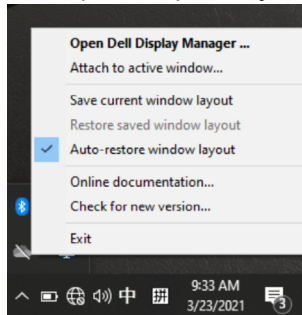 Open Dell Display Manager ...
Attach to active window...
Save current window layout
Restore saved window layout
Auto-restore window layout
Online documentation...
Check for new version...
Exit
中 拼 9:33 AM
3/23/2021
3